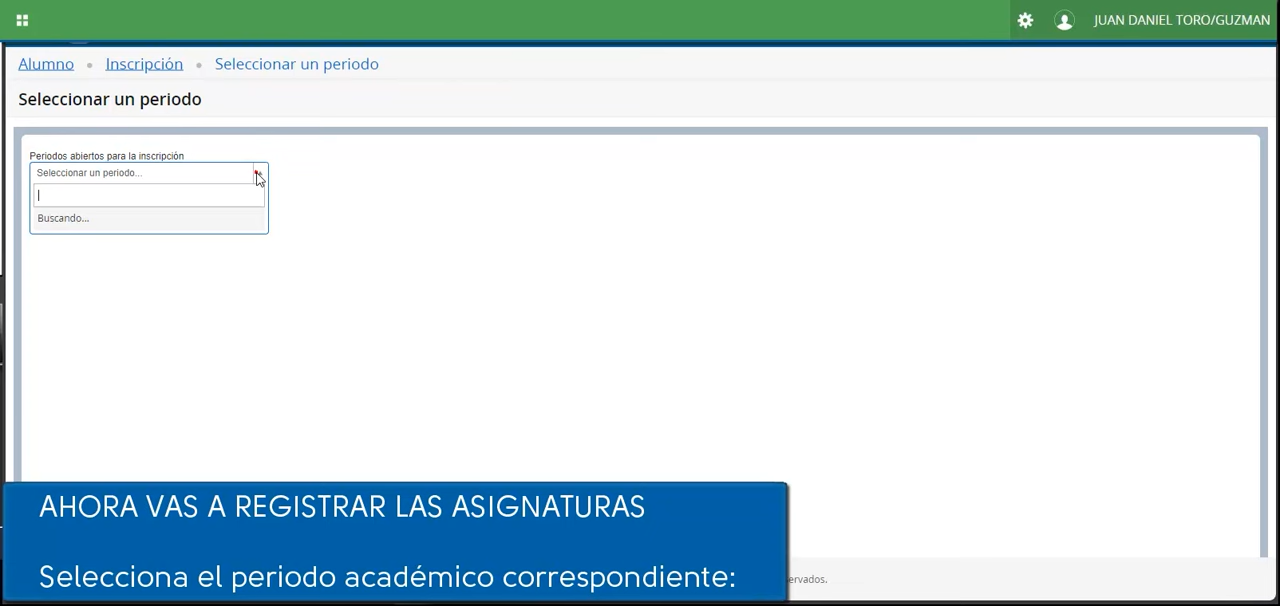 JUAN DANIEL TORO/GUZMAN
Alumno • Inscripción • Seleccionar un periodo
Seleccionar un periodo
Periodos abiertos para la inscripción
Seleccionar un periodo...
Buscando...
AHORA VAS A REGISTRAR LAS ASIGNATURAS
Selecciona el periodo académico correspondiente:
servados.